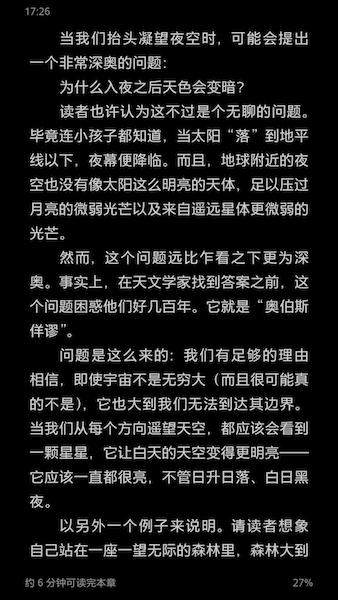 17:26
当我们抬头凝望夜空时，可能会提出
一个非常深奥的问题：
为什么入夜之后天色会变暗？
读者也许认为这不过是个无聊的问题。
毕竟连小孩子都知道，当太阳“落”到地平
线以下，夜幕便降临。而且，地球附近的夜
空也没有像太阳这么明亮的天体，足以压过
月亮的微弱光芒以及来自遥远星体更微弱的
光芒。
然而，这个问题远比乍看之下更为深
奥。事实上，在天文学家找到答案之前，这
个问题困惑他们好几百年。它就是“奥伯斯
佯谬”。
问题是这么来的：我们有足够的理由
相信，即使宇宙不是无穷大（而且很可能真
的不是），它也大到我们无法到达其边界。
当我们从每个方向遥望天空，都应该会看到
一颗星星，它让白天的天空变得更明亮——
它应该一直都很亮，不管日升日落、白日黑
夜。
以另外一个例子来说明。请读者想象
自己站在一座一望无际的森林里，森林大到
约 6 分钟可读完本章
27%